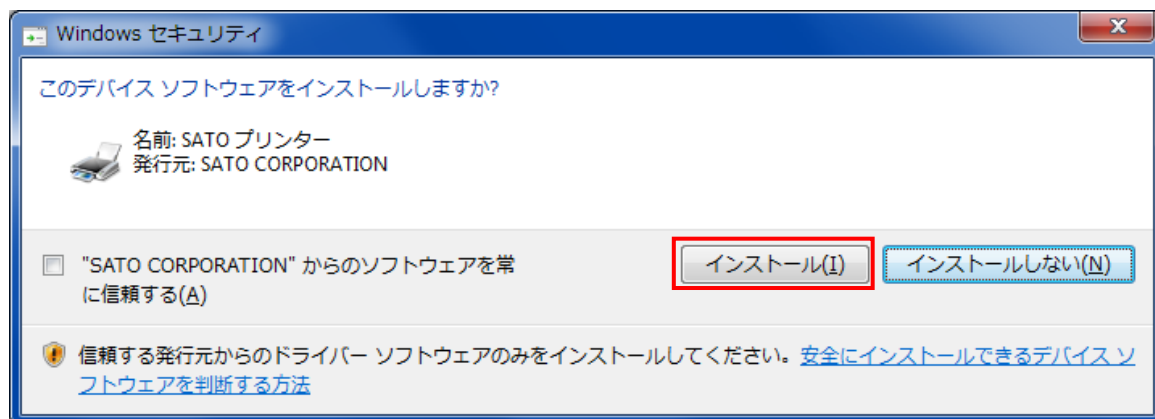 Windows セキュリティ
このデバイス ソフトウェアをインストールしますか?
名前: SATO プリンター
発行元: SATO CORPORATION
"SATO CORPORATION" からのソフトウェアを常
に信頼する(A)
インストール(I)
インストールしない(N)
信頼する発行元からのドライバー ソフトウェアのみをインストールしてください。安全にインストールできるデバイス ソ
フトウェアを判断する方法